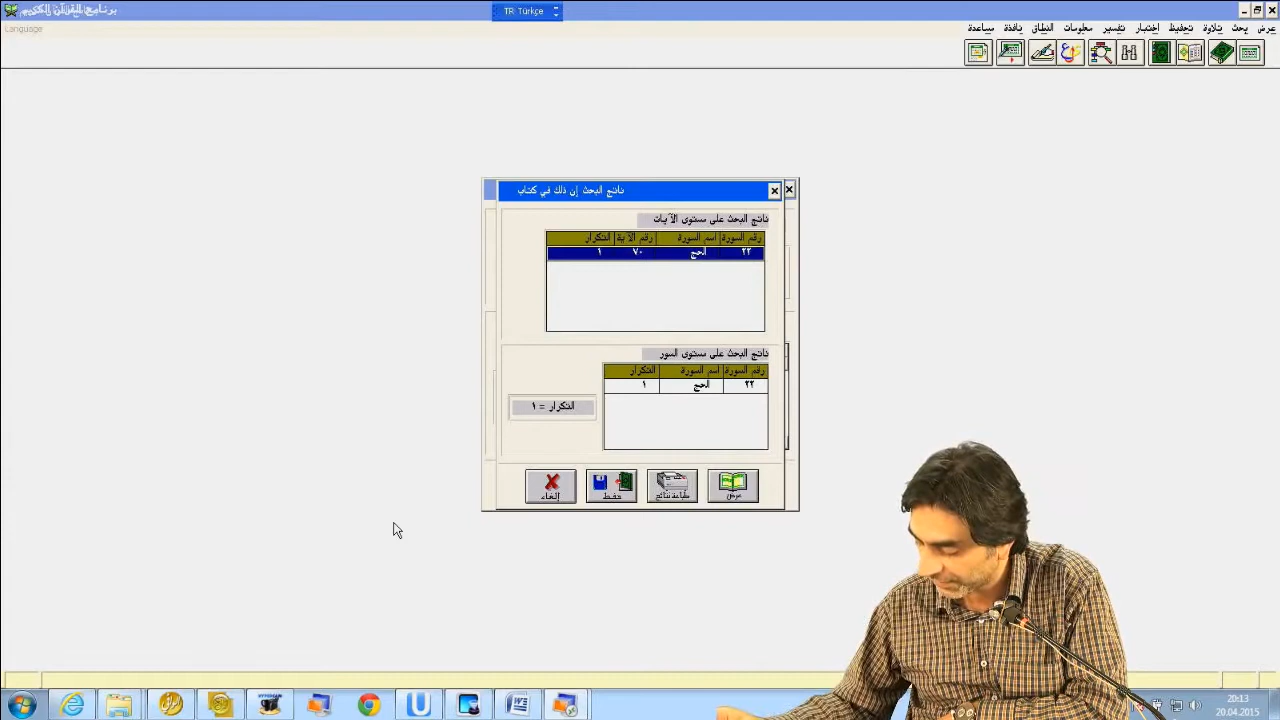 برنامج القرآن الكريم
TR Türkçe
Language
عرض بحث تلاوة تحفيظ اختبار تفسير معلومات النطاق نافذة مساعدة
ناتج البحث إن ذلك في كتاب
ناتج البحث على مستوى الآيات
رقم السورة اسم السورة رقم الآية التكرار
٢٢ الحج ٧٠ ١
ناتج البحث على مستوى السور
رقم السورة اسم السورة التكرار
٢٢ الحج ١
التكرار = ١
عرض طباعة نتائج حفظ إلغاء
20:13
20.04.2015